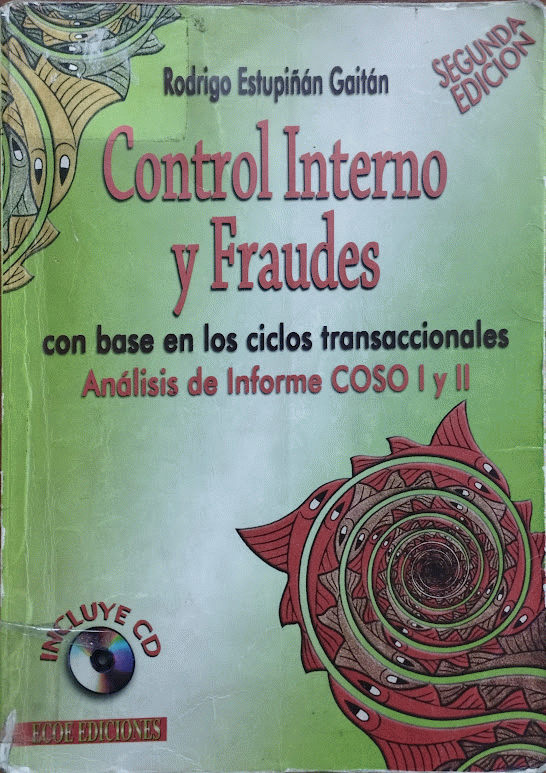 Rodrigo Estupiñán Gaitán
SEGUNDA
EDICIÓN
Control Interno
y Fraudes
con base en los ciclos transaccionales
Análisis de Informe COSO I y II
INCLUYE CD
ECOE EDICIONES